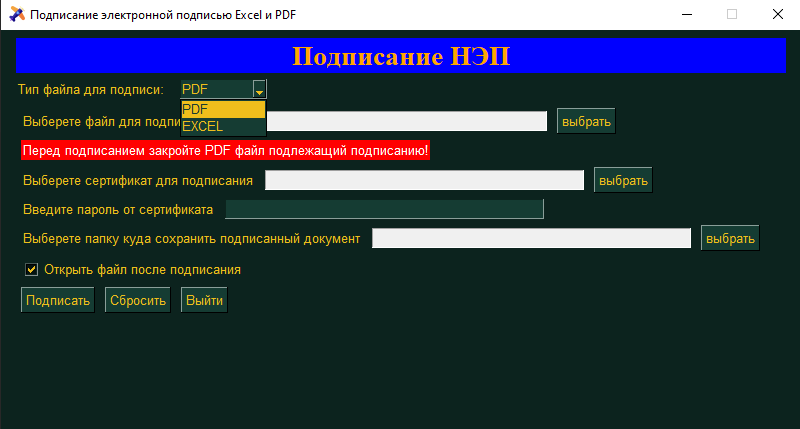 Подписание электронной подписью Excel и PDF
Подписание НЭП
Тип файла для подписи: PDF
PDF
Выберете файл для подпи выбрать
EXCEL
Перед подписанием закройте PDF файл подлежащий подписанию!
Выберете сертификат для подписания выбрать
Введите пароль от сертификата
Выберете папку куда сохранить подписанный документ выбрать
Открыть файл после подписания
Подписать Сбросить Выйти